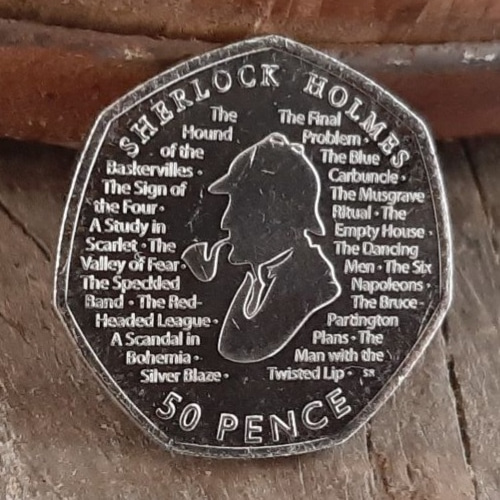 SHERLOCK HOLMES
The
Hound
of the
Baskervilles •
The Sign of
the Four •
A Study in
Scarlet • The
Valley of Fear •
The Speckled
Band • The Red-
Headed League •
A Scandal in
Bohemia •
Silver Blaze •
The Final
Problem •
The Blue
Carbuncle •
The Musgrave
Ritual • The
Empty House •
The Dancing
Men • The Six
Napoleons •
The Bruce-
Partington
Plans • The
Man with the
Twisted Lip •
SR
50 PENCE